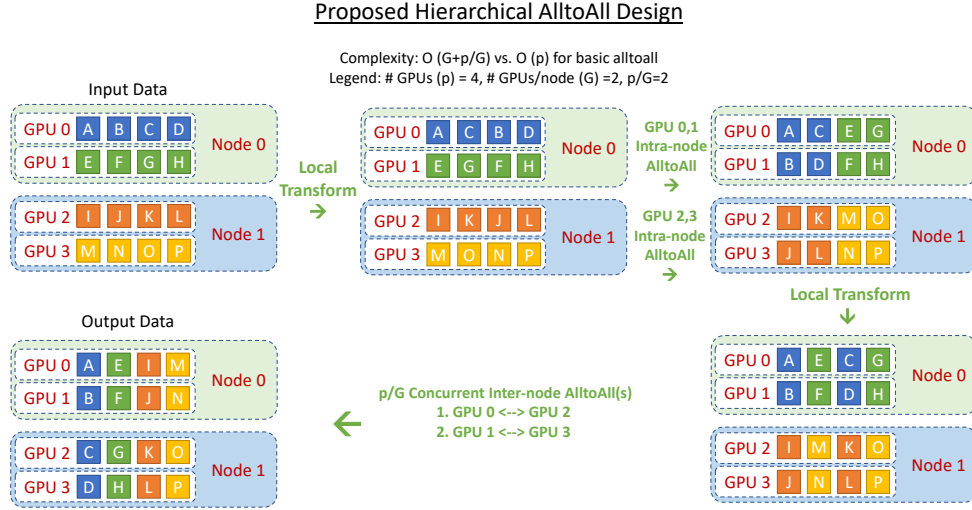 Proposed Hierarchical AlltoAll Design
Complexity: O (G+p/G) vs. O (p) for basic alltoall
Legend: # GPUs (p) = 4, # GPUs/node (G) =2, p/G=2
Input Data
GPU 0 A B C D
GPU 1 E F G H
Node 0
GPU 2 I J K L
GPU 3 M N O P
Node 1
Local
Transform
→
GPU 0 A C B D
GPU 1 E G F H
Node 0
GPU 2 I K J L
GPU 3 M O N P
Node 1
GPU 0,1
Intra-node
AlltoAll
→
GPU 2,3
Intra-node
AlltoAll
→
GPU 0 A C E G
GPU 1 B D F H
Node 0
GPU 2 I K M O
GPU 3 J L N P
Node 1
Local Transform
↓
GPU 0 A E C G
GPU 1 B F D H
Node 0
GPU 2 I M K O
GPU 3 J N L P
Node 1
p/G Concurrent Inter-node AlltoAll(s)
1. GPU 0 <--> GPU 2
2. GPU 1 <--> GPU 3
←
Output Data
GPU 0 A E I M
GPU 1 B F J N
Node 0
GPU 2 C G K O
GPU 3 D H L P
Node 1